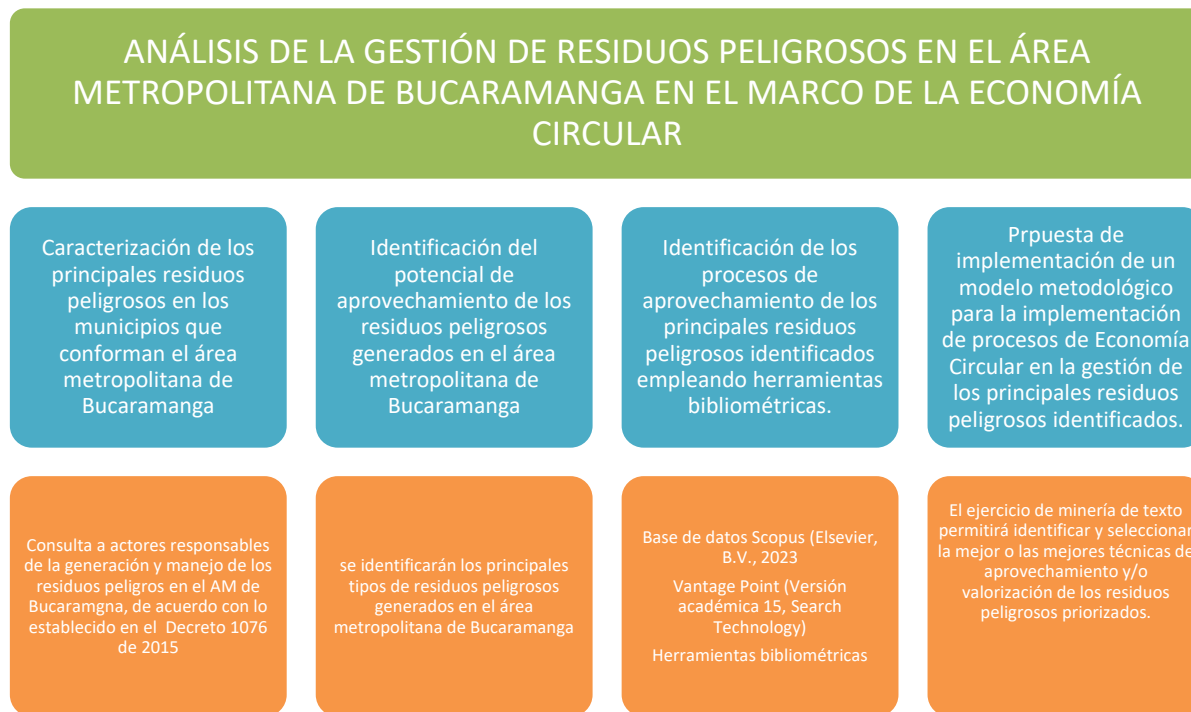 ANÁLISIS DE LA GESTIÓN DE RESIDUOS PELIGROSOS EN EL ÁREA
METROPOLITANA DE BUCARAMANGA EN EL MARCO DE LA ECONOMÍA
CIRCULAR
Caracterización de los
principales residuos
peligrosos en los
municipios que
conforman el área
metropolitana de
Bucaramanga
Identificación del
potencial de
aprovechamiento de los
residuos peligrosos
generados en el área
metropolitana de
Bucaramanga
Identificación de los
procesos de
aprovechamiento de los
principales residuos
peligrosos identificados
empleando herramientas
bibliométricas.
Prpuesta de
implementación de un
modelo metodológico
para la implementación
de procesos de Economía
Circular en la gestión de
los principales residuos
peligrosos identificados.
Consulta a actores responsables
de la generación y manejo de los
residuos peligros en el AM de
Bucaramgna, de acuerdo con lo
establecido en el Decreto 1076
de 2015
se identificarán los principales
tipos de residuos peligrosos
generados en el área
metropolitana de Bucaramanga
Base de datos Scopus (Elsevier,
B.V., 2023
Vantage Point (Versión
académica 15, Search
Technology)
Herramientas bibliométricas
El ejercicio de minería de texto
permitirá identificar y seleccionar
la mejor o las mejores técnicas de
aprovechamiento y/o
valorización de los residuos
peligrosos priorizados.